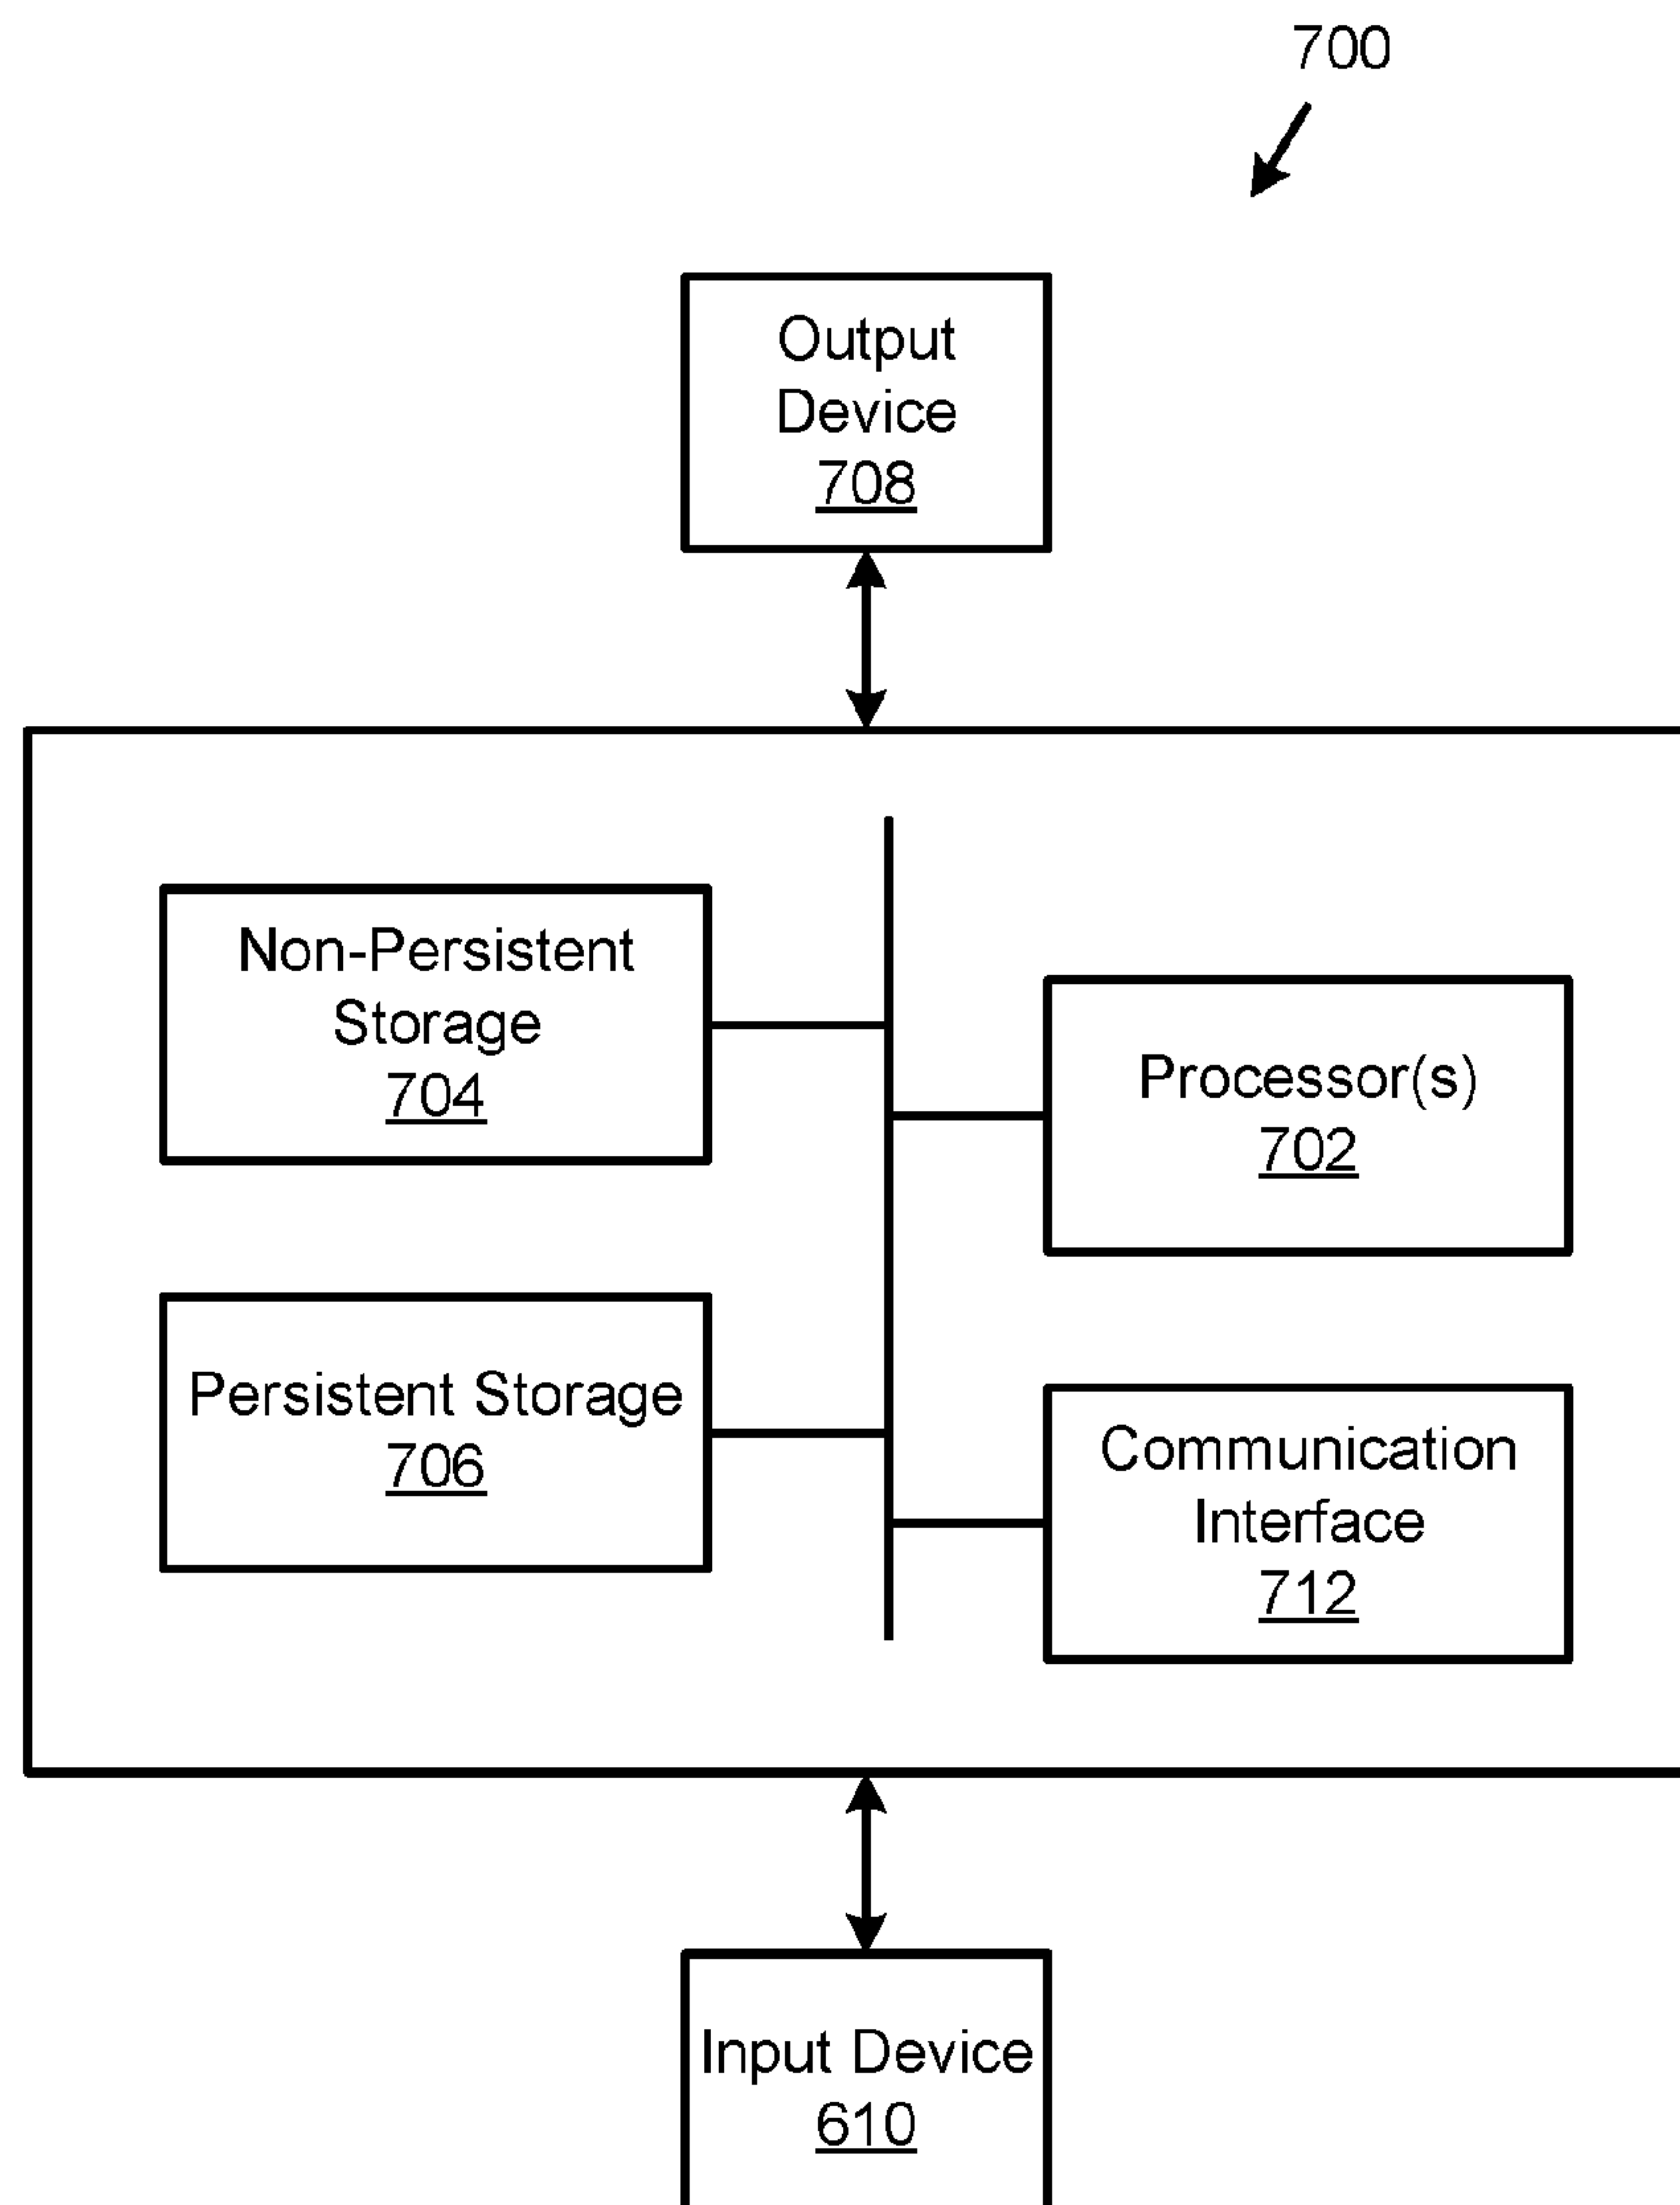 700
Output
Device
708
Non-Persistent
Storage
704
Processor(s)
702
Persistent Storage
706
Communication
Interface
712
Input Device
610